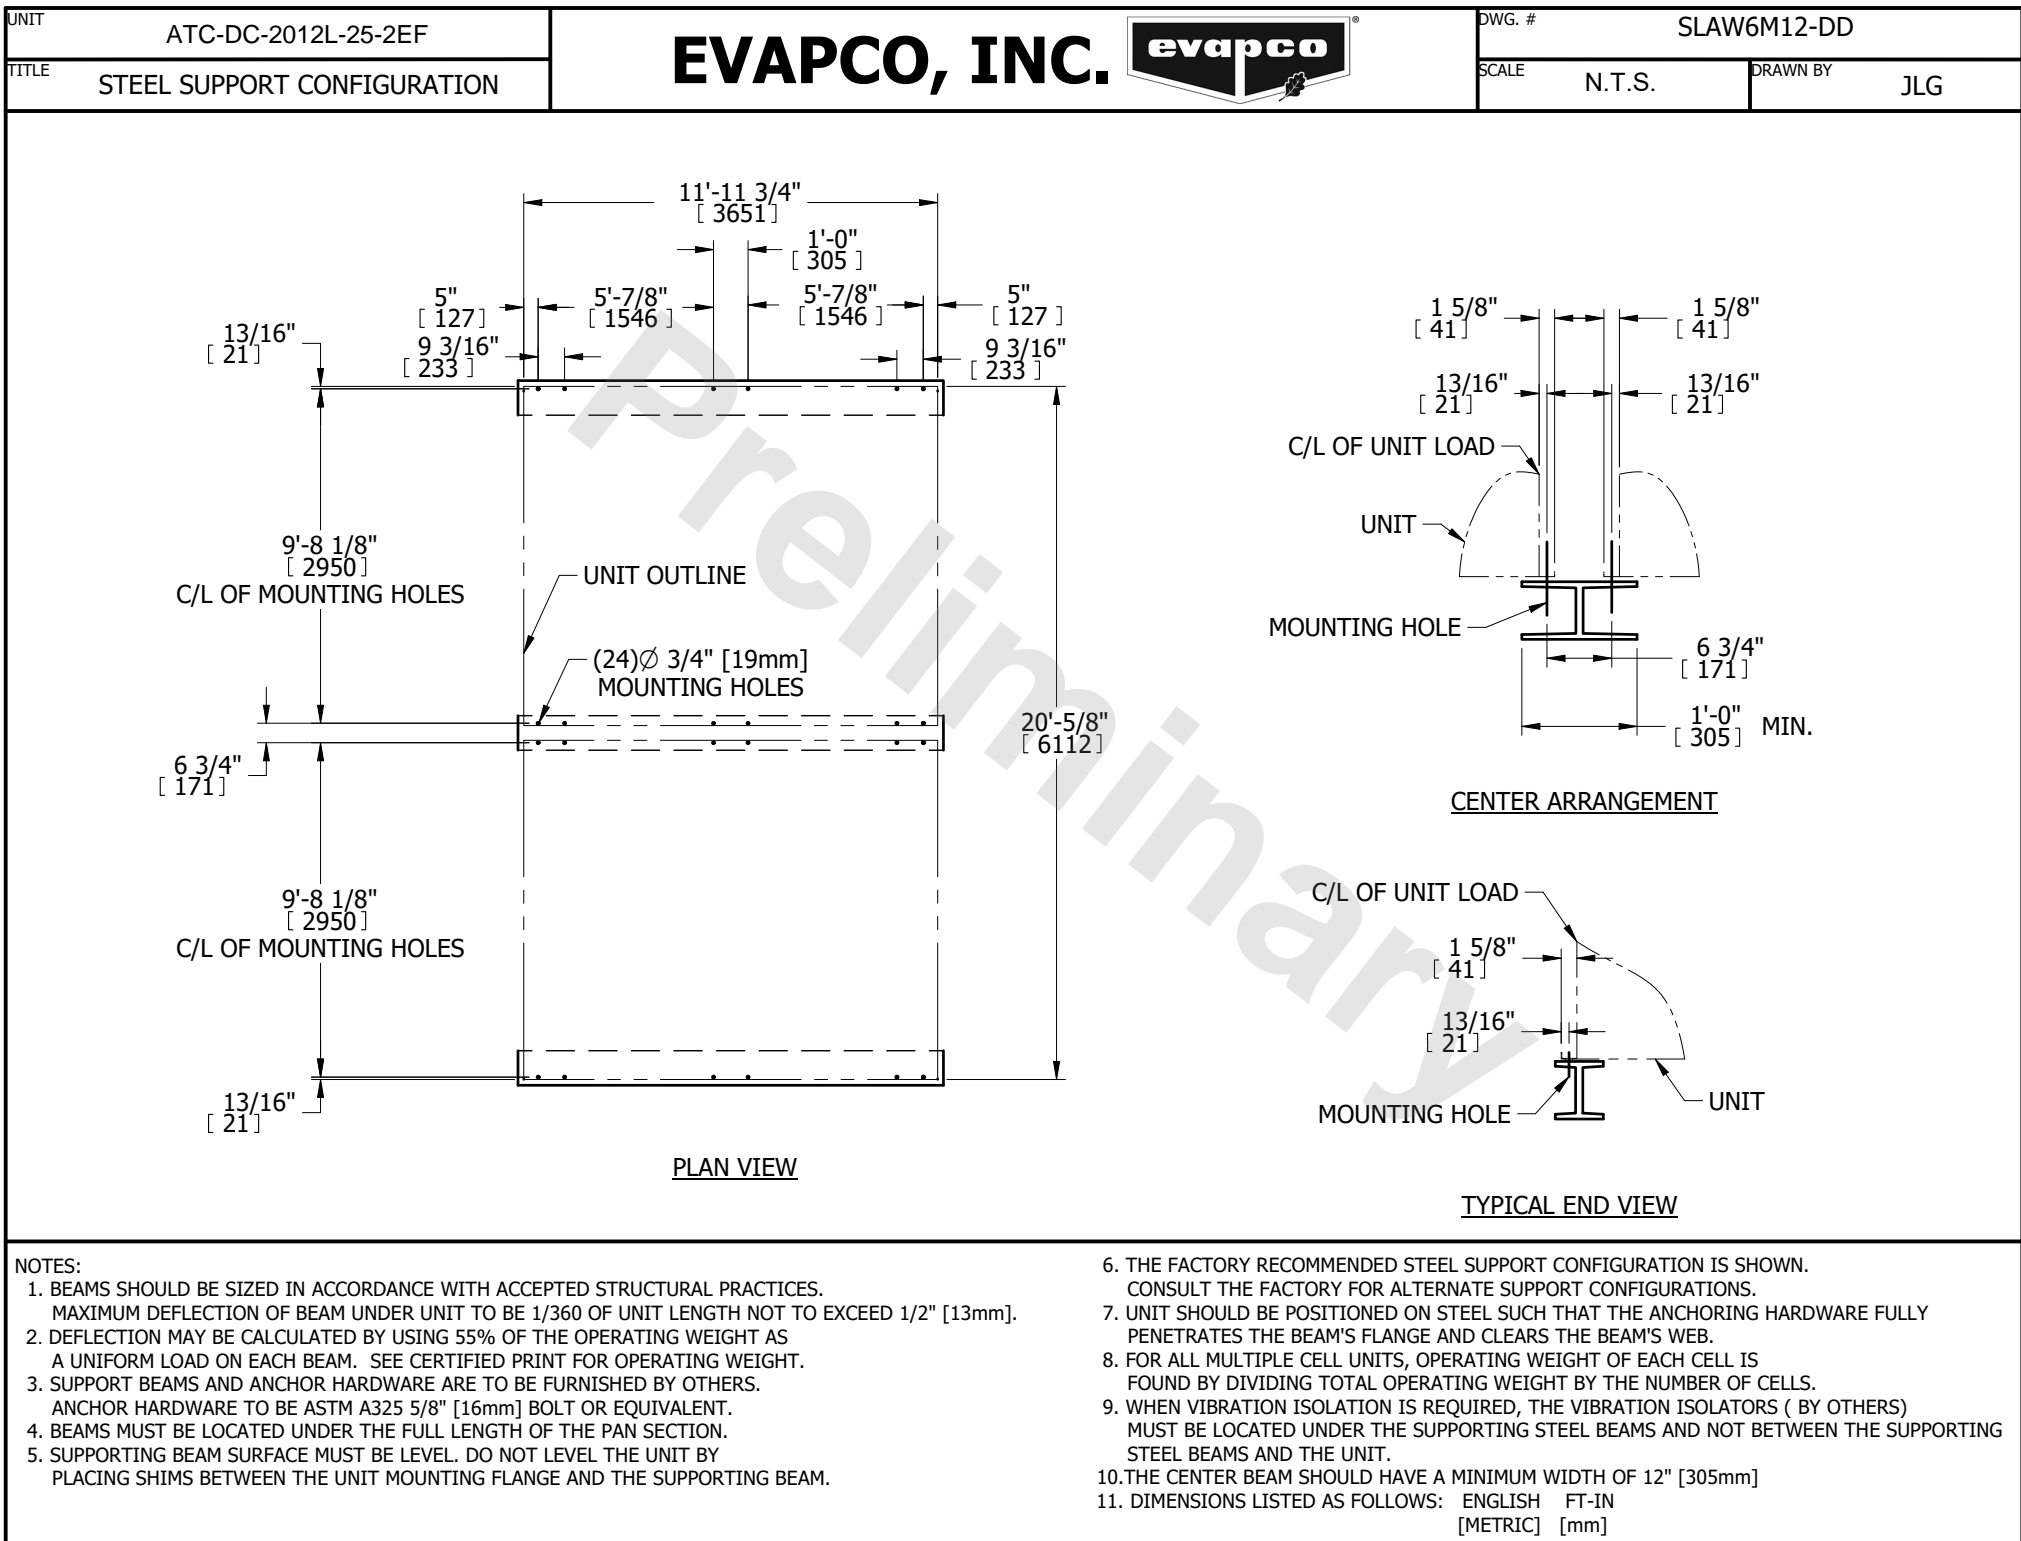 UNIT
ATC-DC-2012L-25-2EF
TITLE
STEEL SUPPORT CONFIGURATION
EVAPCO, INC.
evapco
®
DWG. #
SLAW6M12-DD
SCALE
N.T.S.
DRAWN BY
JLG
11'-11 3/4"
[ 3651]
1'-0"
[ 305 ]
5"
[ 127]
5'-7/8"
[ 1546 ]
5'-7/8"
[ 1546 ]
5"
[ 127 ]
13/16"
[ 21]
9 3/16"
[ 233 ]
9 3/16"
[ 233 ]
9'-8 1/8"
[ 2950]
C/L OF MOUNTING HOLES
UNIT OUTLINE
(24)∅ 3/4" [19mm]
MOUNTING HOLES
20'-5/8"
[ 6112]
6 3/4"
[ 171]
9'-8 1/8"
[ 2950]
C/L OF MOUNTING HOLES
13/16"
[ 21]
PLAN VIEW
1 5/8"
[ 41]
1 5/8"
[ 41]
13/16"
[ 21]
13/16"
[ 21]
C/L OF UNIT LOAD
UNIT
MOUNTING HOLE
6 3/4"
[ 171]
1'-0"
[ 305] MIN.
CENTER ARRANGEMENT
C/L OF UNIT LOAD
1 5/8"
[ 41]
13/16"
[ 21]
MOUNTING HOLE
UNIT
TYPICAL END VIEW
Preliminary
NOTES:
1. BEAMS SHOULD BE SIZED IN ACCORDANCE WITH ACCEPTED STRUCTURAL PRACTICES.
MAXIMUM DEFLECTION OF BEAM UNDER UNIT TO BE 1/360 OF UNIT LENGTH NOT TO EXCEED 1/2" [13mm].
2. DEFLECTION MAY BE CALCULATED BY USING 55% OF THE OPERATING WEIGHT AS
A UNIFORM LOAD ON EACH BEAM. SEE CERTIFIED PRINT FOR OPERATING WEIGHT.
3. SUPPORT BEAMS AND ANCHOR HARDWARE ARE TO BE FURNISHED BY OTHERS.
ANCHOR HARDWARE TO BE ASTM A325 5/8" [16mm] BOLT OR EQUIVALENT.
4. BEAMS MUST BE LOCATED UNDER THE FULL LENGTH OF THE PAN SECTION.
5. SUPPORTING BEAM SURFACE MUST BE LEVEL. DO NOT LEVEL THE UNIT BY
PLACING SHIMS BETWEEN THE UNIT MOUNTING FLANGE AND THE SUPPORTING BEAM.
6. THE FACTORY RECOMMENDED STEEL SUPPORT CONFIGURATION IS SHOWN.
CONSULT THE FACTORY FOR ALTERNATE SUPPORT CONFIGURATIONS.
7. UNIT SHOULD BE POSITIONED ON STEEL SUCH THAT THE ANCHORING HARDWARE FULLY
PENETRATES THE BEAM'S FLANGE AND CLEARS THE BEAM'S WEB.
8. FOR ALL MULTIPLE CELL UNITS, OPERATING WEIGHT OF EACH CELL IS
FOUND BY DIVIDING TOTAL OPERATING WEIGHT BY THE NUMBER OF CELLS.
9. WHEN VIBRATION ISOLATION IS REQUIRED, THE VIBRATION ISOLATORS ( BY OTHERS)
MUST BE LOCATED UNDER THE SUPPORTING STEEL BEAMS AND NOT BETWEEN THE SUPPORTING
STEEL BEAMS AND THE UNIT.
10.THE CENTER BEAM SHOULD HAVE A MINIMUM WIDTH OF 12" [305mm]
11. DIMENSIONS LISTED AS FOLLOWS: ENGLISH FT-IN
[METRIC] [mm]